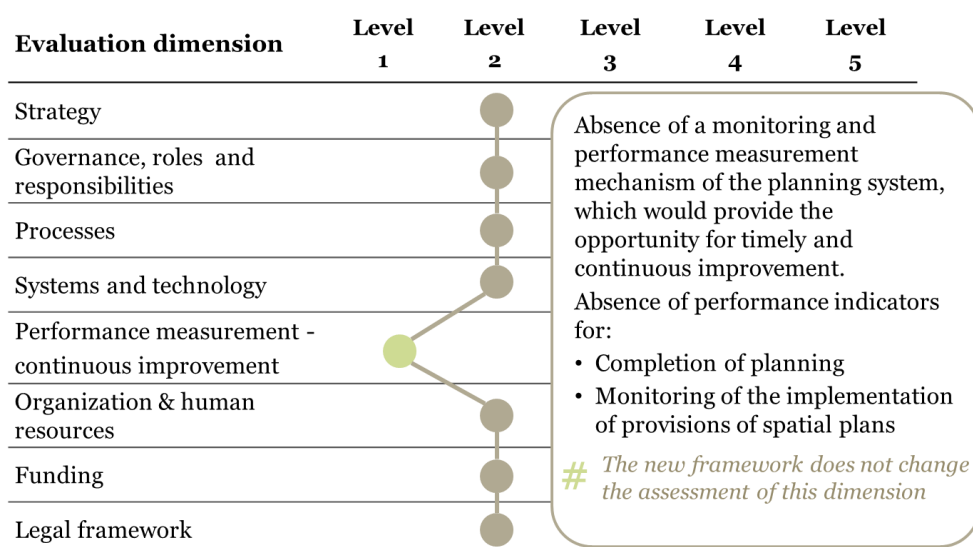 Evaluation dimension
Level 1
Level 2
Level 3
Level 4
Level 5
Strategy
Governance, roles and
responsibilities
Processes
Systems and technology
Performance measurement -
continuous improvement
Organization & human
resources
Funding
Legal framework
Absence of a monitoring and
performance measurement
mechanism of the planning system,
which would provide the
opportunity for timely and
continuous improvement.
Absence of performance indicators
for:
• Completion of planning
• Monitoring of the implementation
of provisions of spatial plans
# The new framework does not change
the assessment of this dimension